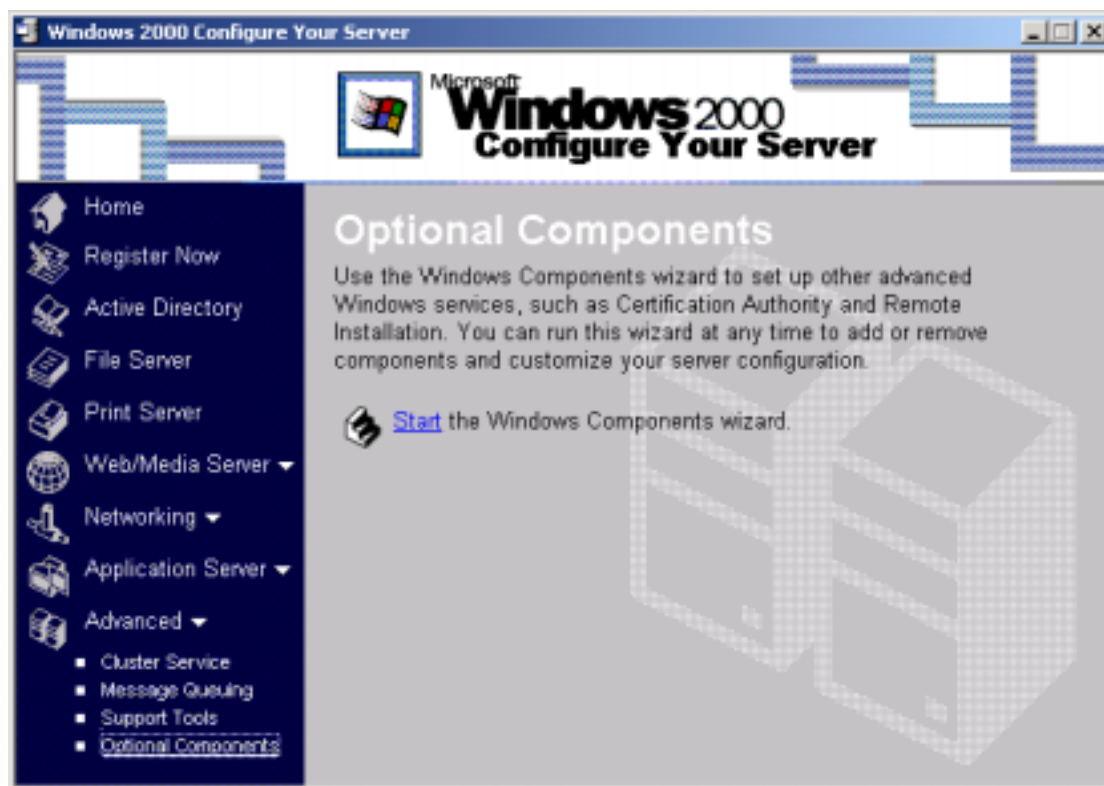 Windows 2000 Configure Your Server
Microsoft
Windows 2000
Configure Your Server
Home
Register Now
Active Directory
File Server
Print Server
Web/Media Server
Networking
Application Server
Advanced
Cluster Service
Message Queuing
Support Tools
Optional Components
Optional Components
Use the Windows Components wizard to set up other advanced
Windows services, such as Certification Authority and Remote
Installation. You can run this wizard at any time to add or remove
components and customize your server configuration.
Start the Windows Components wizard.